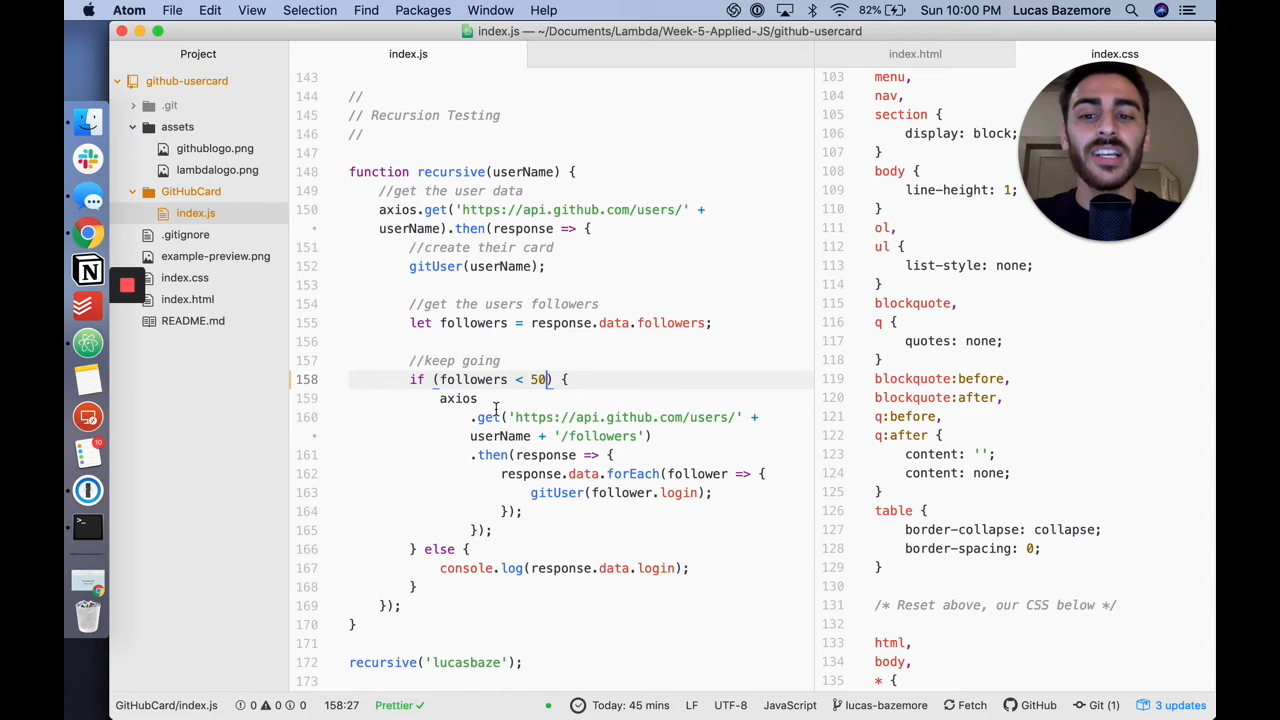 Atom File Edit View Selection Find Packages Window Help 82% Sun 10:00 PM Lucas Bazemore
index.js — ~/Documents/Lambda/Week-5-Applied-JS/github-usercard
Project
github-usercard
.git
assets
githublogo.png
lambdalogo.png
GitHubCard
index.js
.gitignore
example-preview.png
index.css
index.html
README.md
10
index.js
143
144 //
145 // Recursion Testing
146 //
147
148 function recursive(userName) {
149 //get the user data
150 axios.get('https://api.github.com/users/' +
• userName).then(response => {
151 //create their card
152 gitUser(userName);
153
154 //get the users followers
155 let followers = response.data.followers;
156
157 //keep going
158 if (followers < 50) {
159 axios
160 .get('https://api.github.com/users/' +
• userName + '/followers')
161 .then(response => {
162 response.data.forEach(follower => {
163 gitUser(follower.login);
164 });
165 });
166 } else {
167 console.log(response.data.login);
168 }
169 });
170 }
171
172 recursive('lucasbaze');
173
index.html index.css
103 menu,
104 nav,
105 section {
106 display: block;
107 }
108 body {
109 line-height: 1;
110 }
111 ol,
112 ul {
113 list-style: none;
114 }
115 blockquote,
116 q {
117 quotes: none;
118 }
119 blockquote:before,
120 blockquote:after,
121 q:before,
122 q:after {
123 content: '';
124 content: none;
125 }
126 table {
127 border-collapse: collapse;
128 border-spacing: 0;
129 }
130
131 /* Reset above, our CSS below */
132
133 html,
134 body,
135 * {
GitHubCard/index.js 0 0 0 158:27 Prettier Today: 45 mins LF UTF-8 JavaScript lucas-bazemore Fetch GitHub Git (1) 3 updates